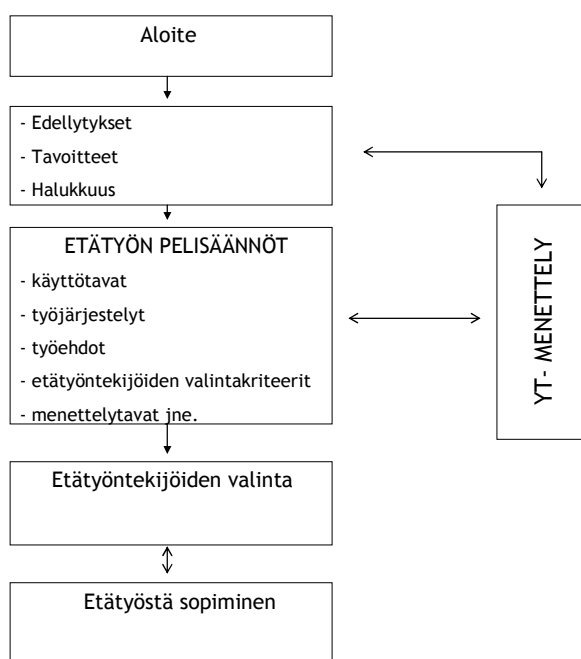 Aloite
- Edellytykset
- Tavoitteet
- Halukkuus
ETÄTYÖN PELISÄÄNNÖT
- käyttötavat
- työjärjestelyt
- työehdot
- etätyöntekijöiden valintakriteerit
- menettelytavat jne.
YT- MENETTELY
Etätyöntekijöiden valinta
Etätyöstä sopiminen